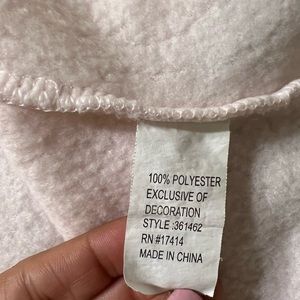 100% POLYESTER
EXCLUSIVE OF
DECORATION
STYLE :361462
RN #17414
MADE IN CHINA